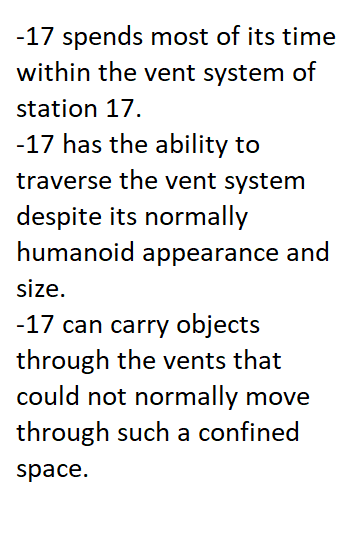 -17 spends most of its time
within the vent system of
station 17.
-17 has the ability to
traverse the vent system
despite its normally
humanoid appearance and
size.
-17 can carry objects
through the vents that
could not normally move
through such a confined
space.